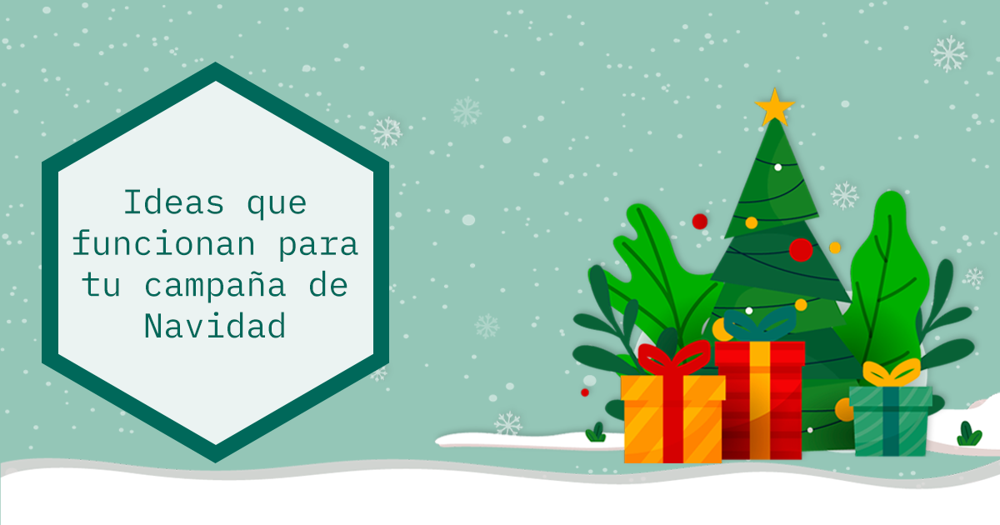 Ideas que
funcionan para
tu campaña de
Navidad